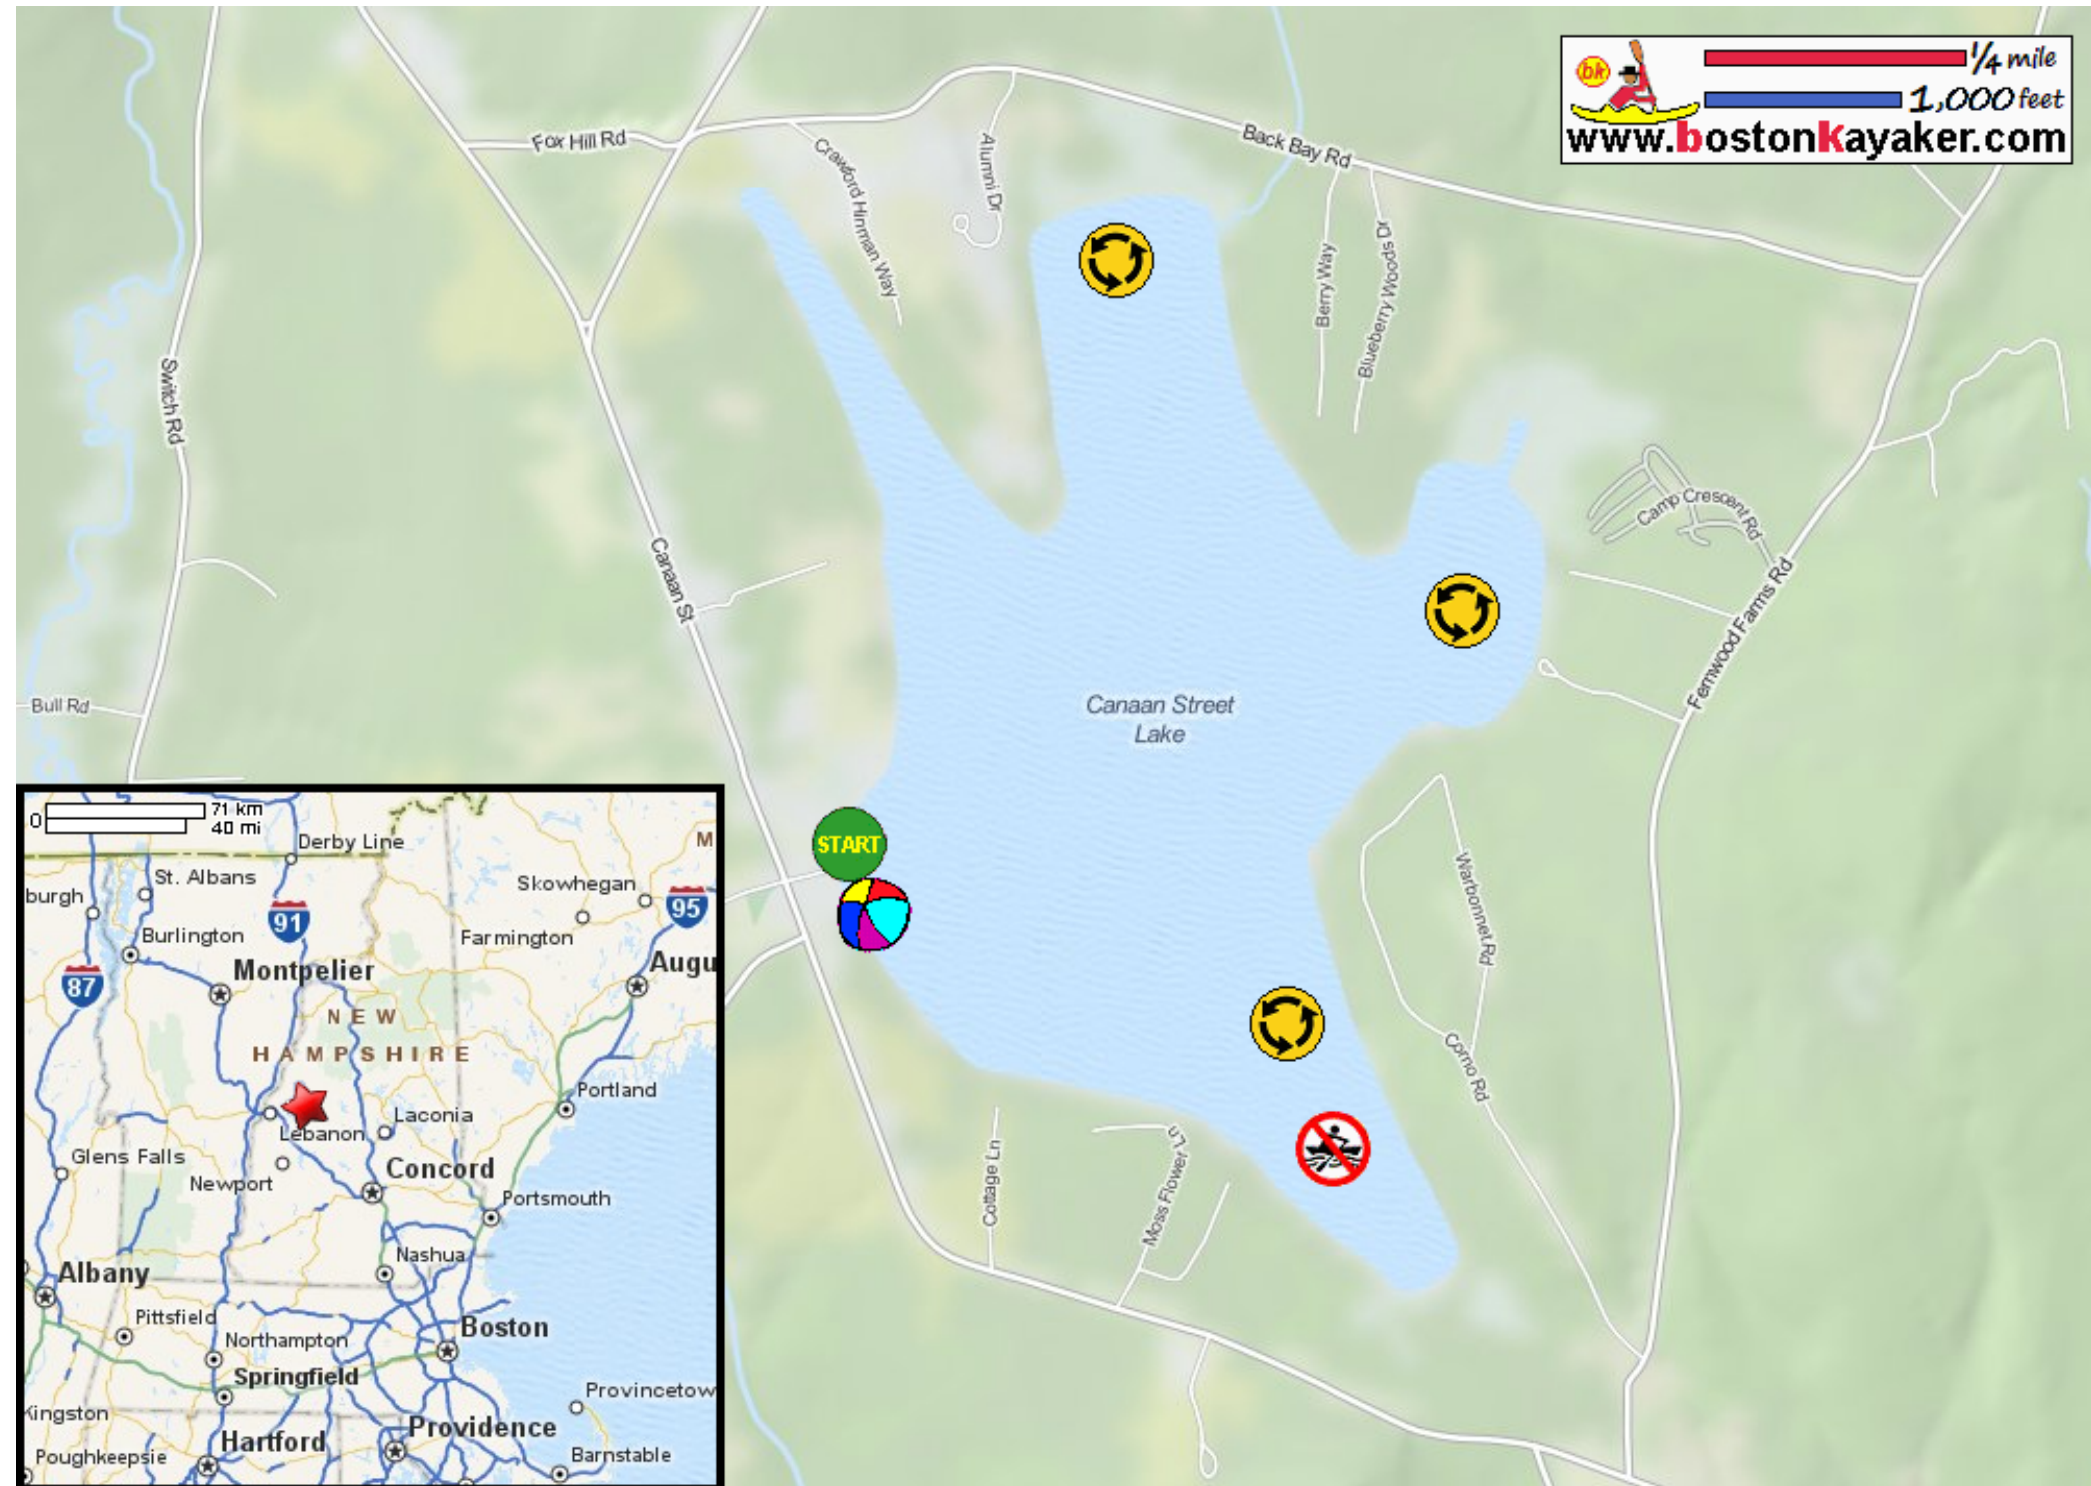 bk
1/4 mile
1,000 feet
www.bostonkayaker.com
Fox Hill Rd
Back Bay Rd
Crawford Hinman Way
Alumni Dr
Berry Way
Blueberry Woods Dr
Switch Rd
Canaan St
Camp Crescent Rd
Fernwood Farms Rd
Bull Rd
Canaan Street
Lake
START
Warbonnet Rd
Como Rd
Cottage Ln
Moss Flower Ln
0
71 km
40 mi
Derby Line
M
St. Albans
Skowhegan
burgh
91
95
Burlington
Farmington
Montpelier
Augu
87
NEW
HAMPSHIRE
Portland
Laconia
Lebanon
Glens Falls
Concord
Newport
Portsmouth
Nashua
Albany
Pittsfield
Boston
Northampton
Springfield
Provincetow
Kingston
Providence
Hartford
Poughkeepsie
Barnstable